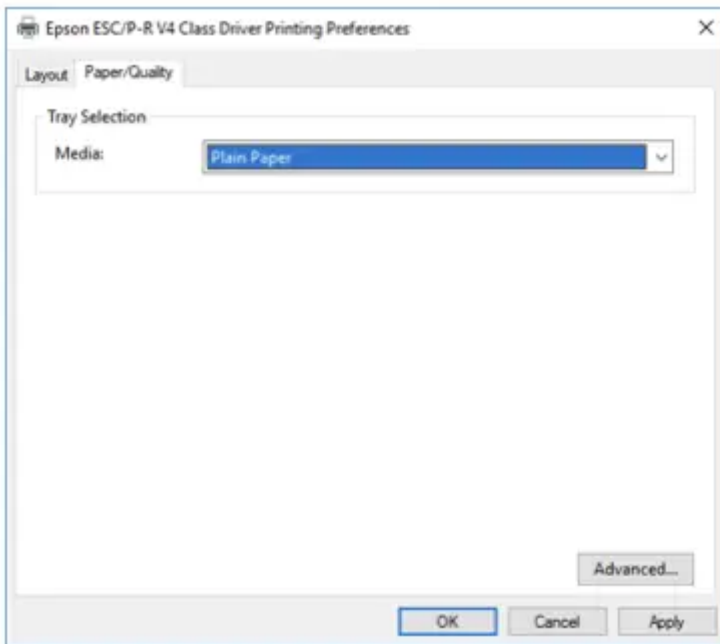 Epson ESC/P-R V4 Class Driver Printing Preferences
Layout Paper/Quality
Tray Selection
Media: Plain Paper
Advanced...
OK Cancel Apply